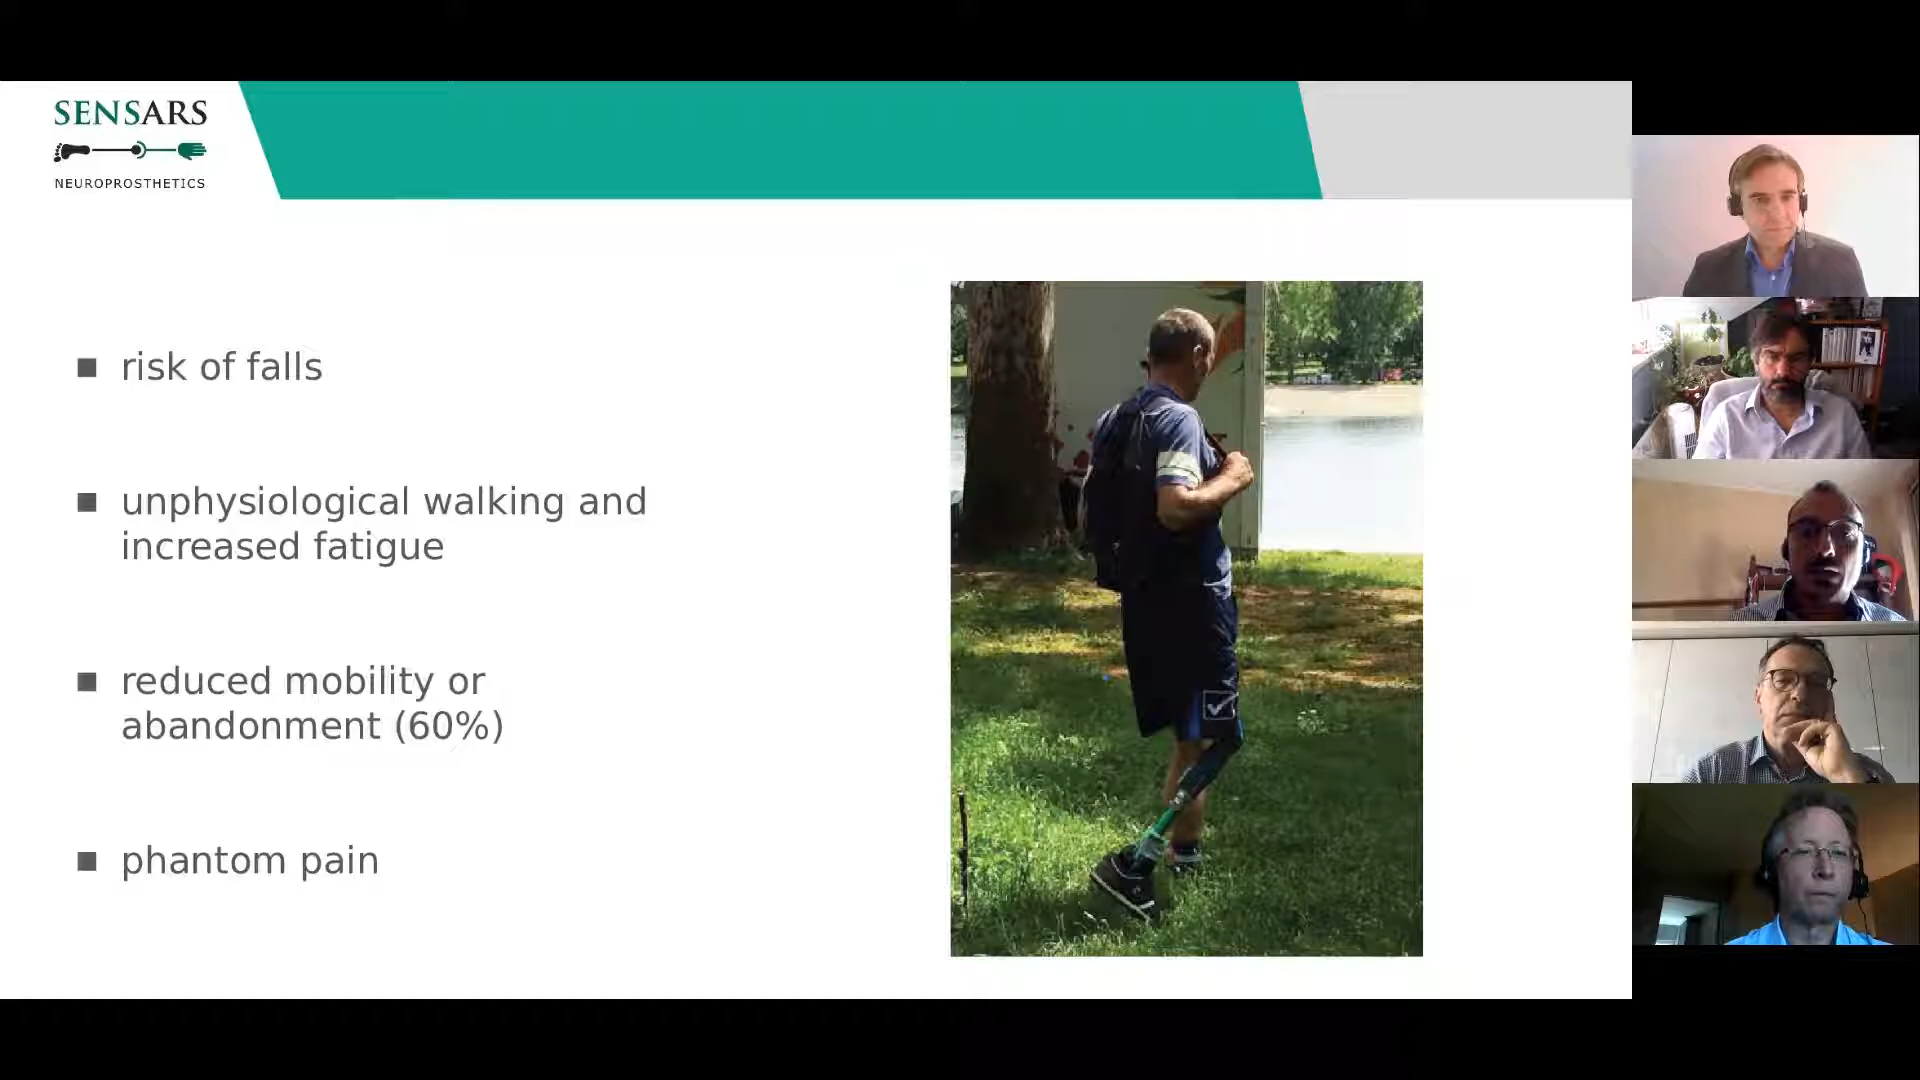 SENSARS
NEUROPROSTHETICS
■ risk of falls
■ unphysiological walking and
increased fatigue
■ reduced mobility or
abandonment (60%)
■ phantom pain